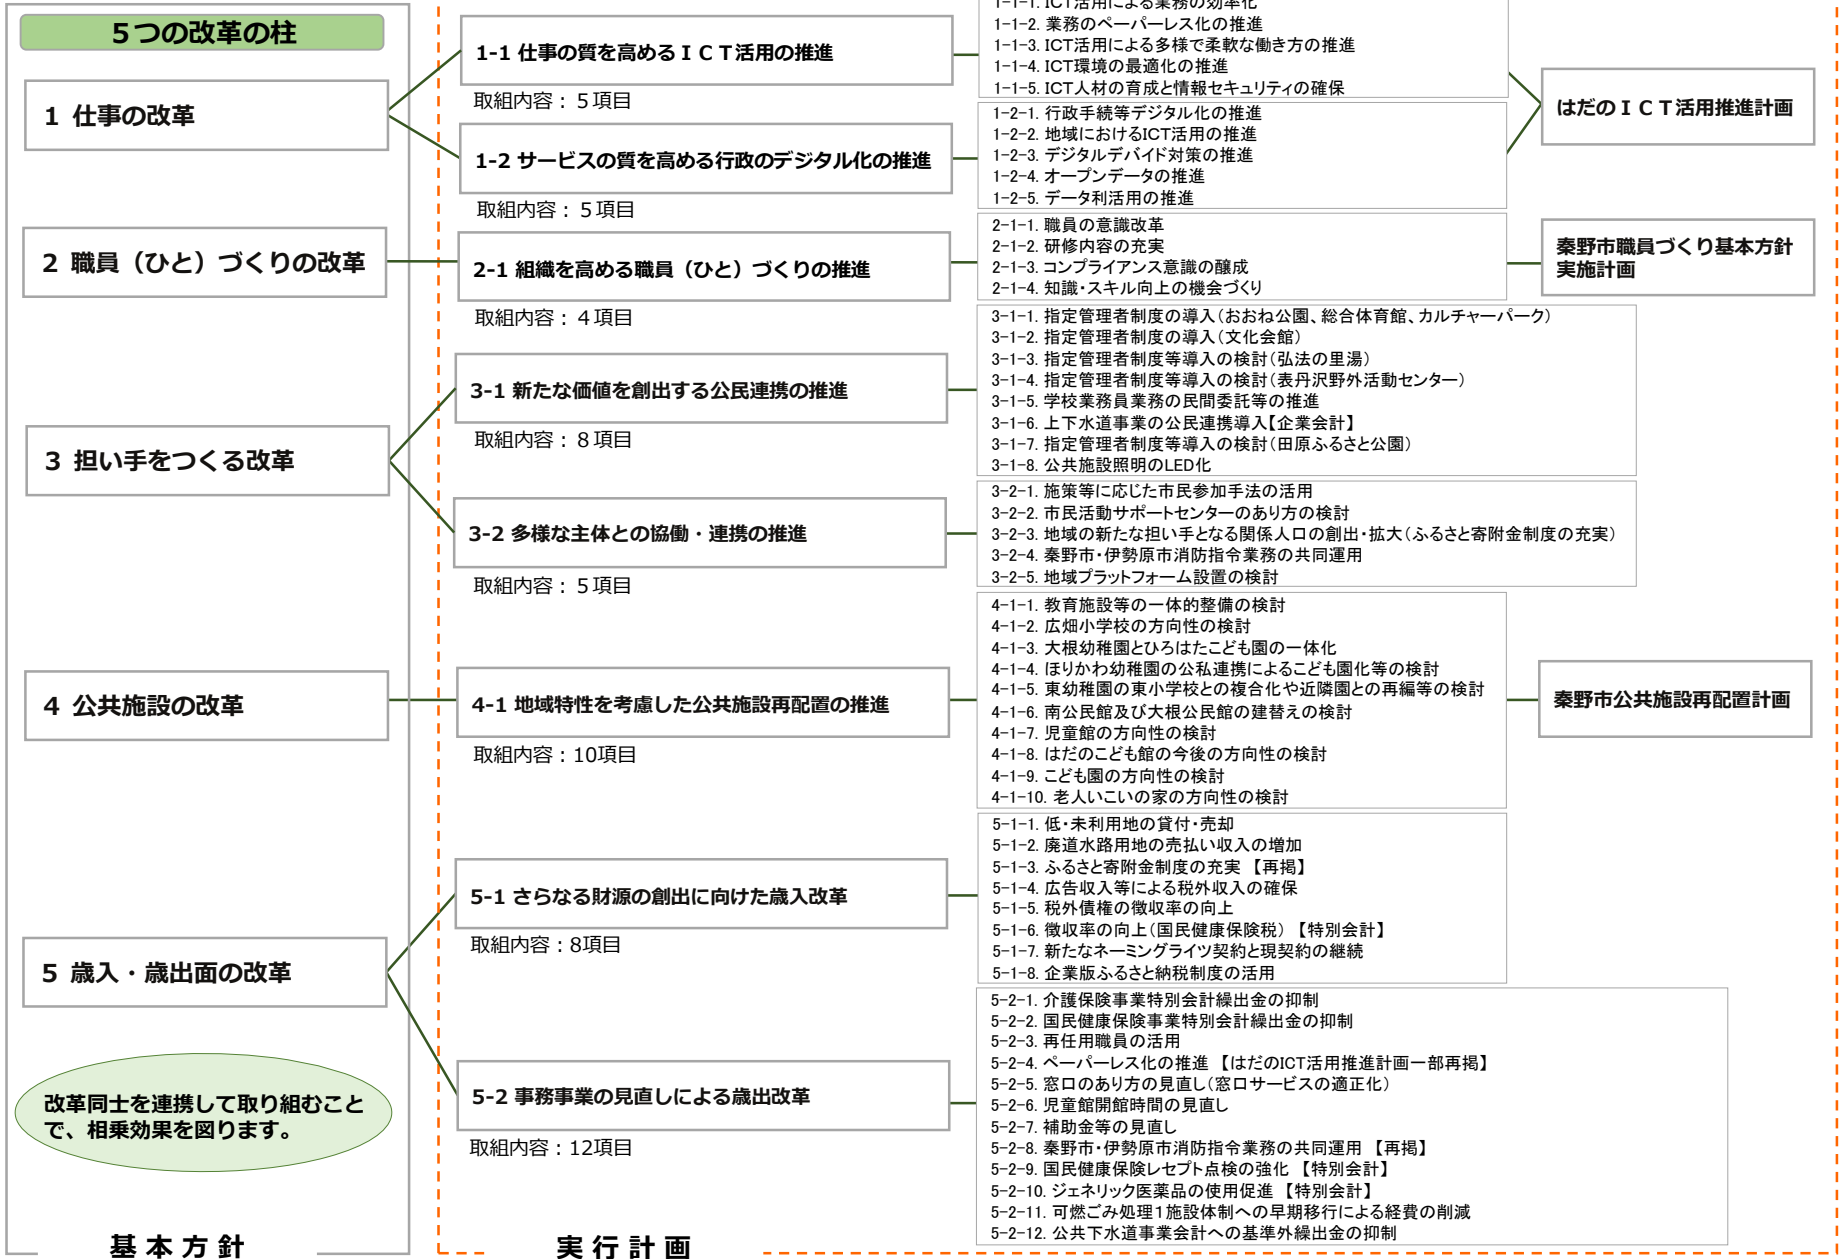 5つの改革の柱
1 仕事の改革
1-1 仕事の質を高めるＩＣＴ活用の推進
取組内容：５項目
1-1-1. ICT活用による業務の効率化
1-1-2. 業務のペーパーレス化の推進
1-1-3. ICT活用による多様で柔軟な働き方の推進
1-1-4. ICT環境の最適化の推進
1-1-5. ICT人材の育成と情報セキュリティの確保
1-2 サービスの質を高める行政のデジタル化の推進
取組内容：５項目
1-2-1. 行政手続等デジタル化の推進
1-2-2. 地域におけるICT活用の推進
1-2-3. デジタルデバイド対策の推進
1-2-4. オープンデータの推進
1-2-5. データ利活用の推進
はだのＩＣＴ活用推進計画
2 職員（ひと）づくりの改革
2-1 組織を高める職員（ひと）づくりの推進
取組内容：４項目
2-1-1. 職員の意識改革
2-1-2. 研修内容の充実
2-1-3. コンプライアンス意識の醸成
2-1-4. 知識・スキル向上の機会づくり
秦野市職員づくり基本方針
実施計画
3 担い手をつくる改革
3-1 新たな価値を創出する公民連携の推進
取組内容：８項目
3-1-1. 指定管理者制度の導入（おおね公園、総合体育館、カルチャーパーク）
3-1-2. 指定管理者制度の導入（文化会館）
3-1-3. 指定管理者制度等導入の検討（弘法の里湯）
3-1-4. 指定管理者制度等導入の検討（表丹沢野外活動センター）
3-1-5. 学校業務員業務の民間委託等の推進
3-1-6. 上下水道事業の公民連携導入【企業会計】
3-1-7. 指定管理者制度等導入の検討（田原ふるさと公園）
3-1-8. 公共施設照明のLED化
3-2 多様な主体との協働・連携の推進
取組内容：５項目
3-2-1. 施策等に応じた市民参加手法の活用
3-2-2. 市民活動サポートセンターのあり方の検討
3-2-3. 地域の新たな担い手となる関係人口の創出・拡大（ふるさと寄附金制度の充実）
3-2-4. 秦野市・伊勢原市消防指令業務の共同運用
3-2-5. 地域プラットフォーム設置の検討
4 公共施設の改革
4-1 地域特性を考慮した公共施設再配置の推進
取組内容：10項目
4-1-1. 教育施設等の一体的整備の検討
4-1-2. 広畑小学校の方向性の検討
4-1-3. 大根幼稚園とひろはたこども園の一体化
4-1-4. ほりかわ幼稚園の公私連携によるこども園化等の検討
4-1-5. 東幼稚園の東小学校との複合化や近隣園との再編等の検討
4-1-6. 南公民館及び大根公民館の建替えの検討
4-1-7. 児童館の方向性の検討
4-1-8. はだのこども館の今後の方向性の検討
4-1-9. こども園の方向性の検討
4-1-10. 老人いこいの家の方向性の検討
秦野市公共施設再配置計画
5 歳入・歳出面の改革
5-1 さらなる財源の創出に向けた歳入改革
取組内容：8項目
5-1-1. 低・未利用地の貸付・売却
5-1-2. 廃道水路用地の売払い収入の増加
5-1-3. ふるさと寄附金制度の充実 【再掲】
5-1-4. 広告収入等による税外収入の確保
5-1-5. 税外債権の徴収率の向上
5-1-6. 徴収率の向上（国民健康保険税） 【特別会計】
5-1-7. 新たなネーミングライツ契約と現契約の継続
5-1-8. 企業版ふるさと納税制度の活用
5-2 事務事業の見直しによる歳出改革
取組内容：12項目
5-2-1. 介護保険事業特別会計繰出金の抑制
5-2-2. 国民健康保険事業特別会計繰出金の抑制
5-2-3. 再任用職員の活用
5-2-4. ペーパーレス化の推進 【はだのICT活用推進計画一部再掲】
5-2-5. 窓口のあり方の見直し（窓口サービスの適正化）
5-2-6. 児童館開館時間の見直し
5-2-7. 補助金等の見直し
5-2-8. 秦野市・伊勢原市消防指令業務の共同運用 【再掲】
5-2-9. 国民健康保険レセプト点検の強化 【特別会計】
5-2-10. ジェネリック医薬品の使用促進 【特別会計】
5-2-11. 可燃ごみ処理1施設体制への早期移行による経費の削減
5-2-12. 公共下水道事業会計への基準外繰出金の抑制
改革同士を連携して取り組むこと
で、相乗効果を図ります。
基本方針
実行計画